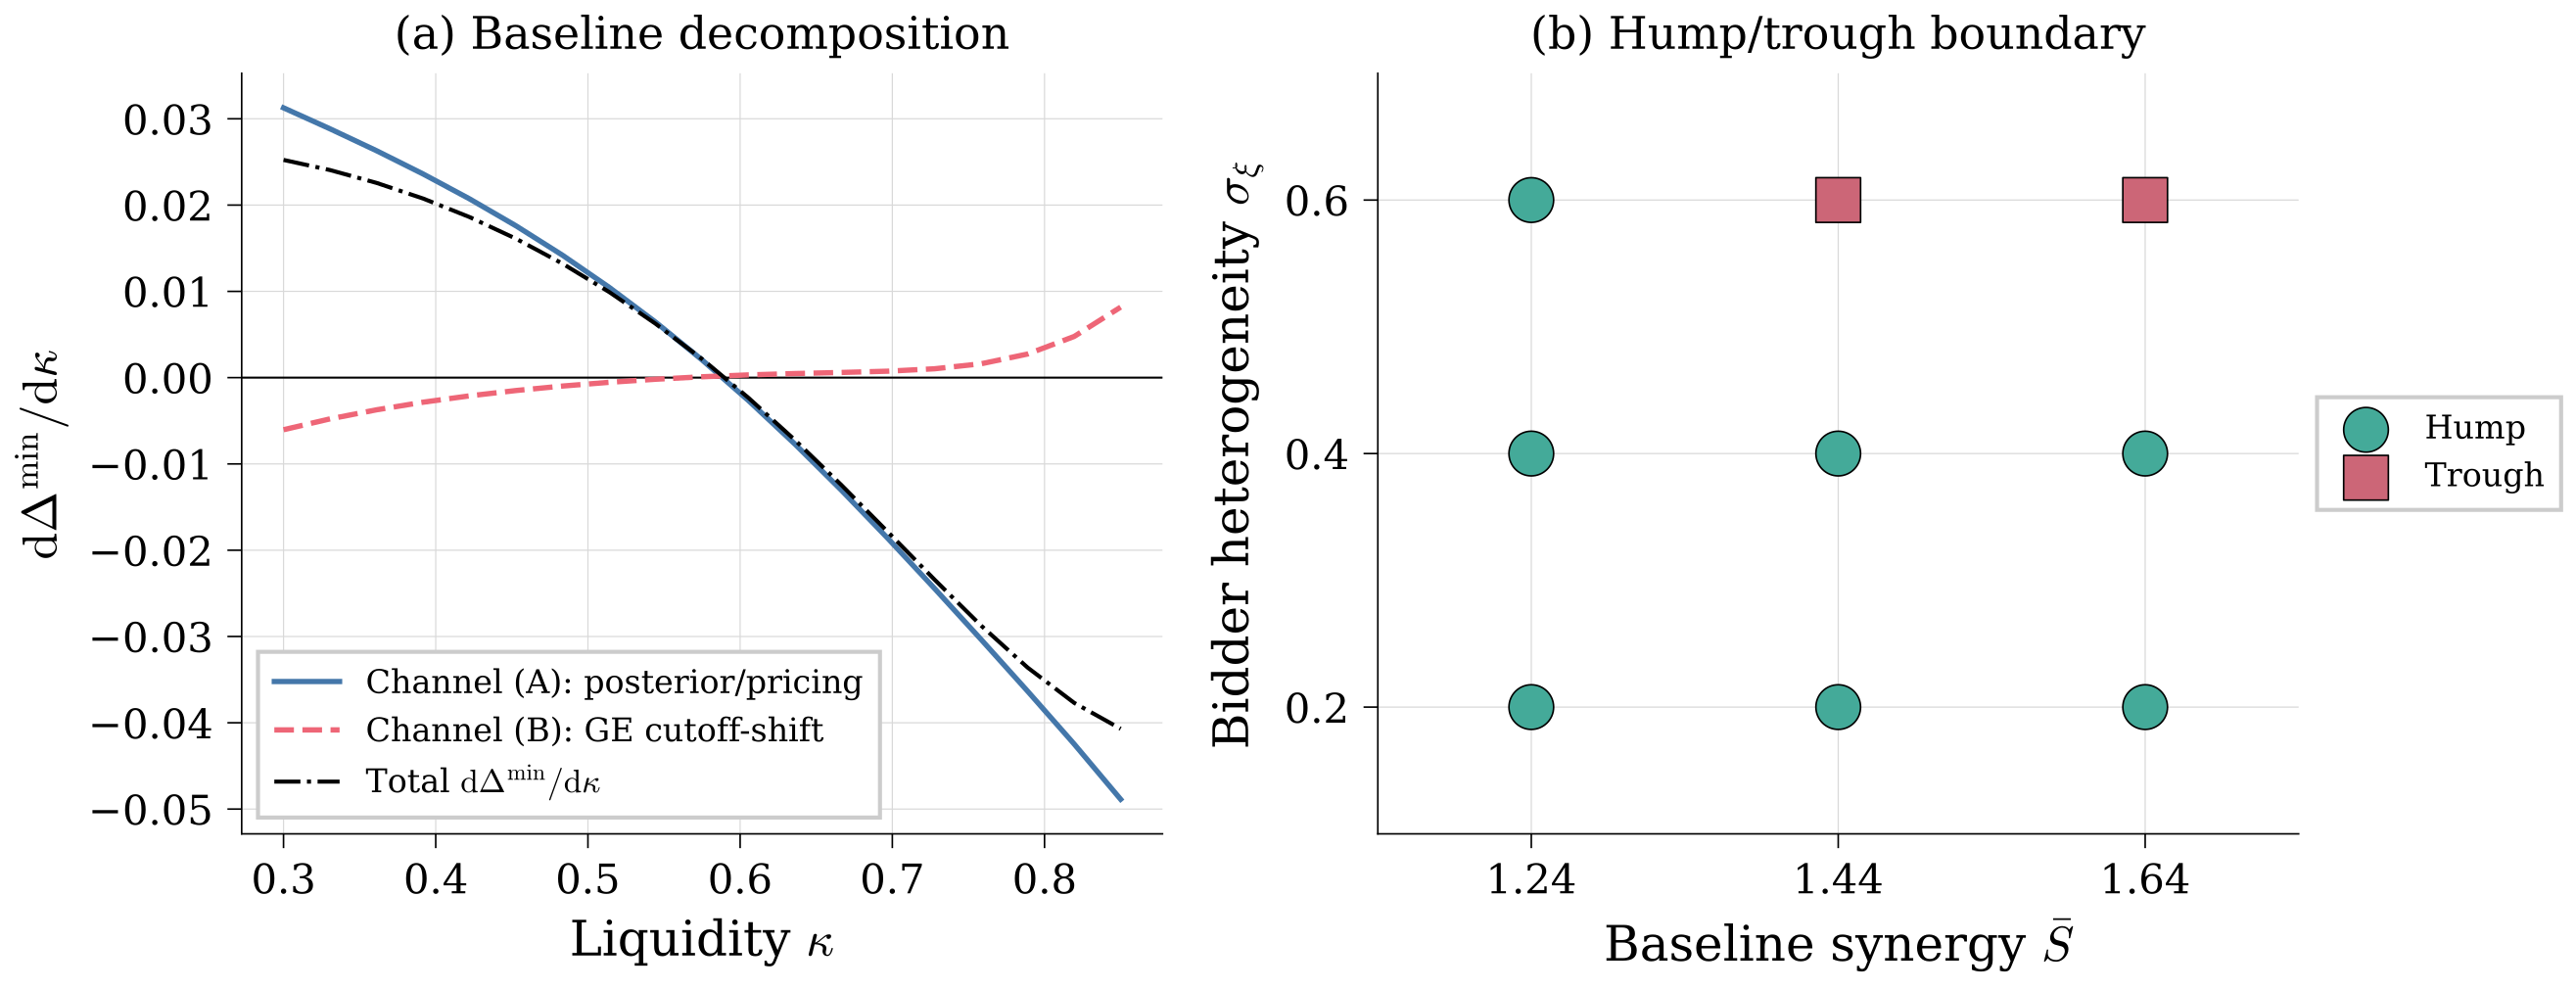 (a) Baseline decomposition
dΔ^min/dκ
0.03
0.02
0.01
0.00
−0.01
−0.02
−0.03
−0.04
−0.05
Channel (A): posterior/pricing
Channel (B): GE cutoff-shift
Total dΔ^min/dκ
0.3 0.4 0.5 0.6 0.7 0.8
Liquidity κ
(b) Hump/trough boundary
Bidder heterogeneity σ_ξ
0.6
0.4
0.2
1.24 1.44 1.64
Baseline synergy S̄
Hump
Trough